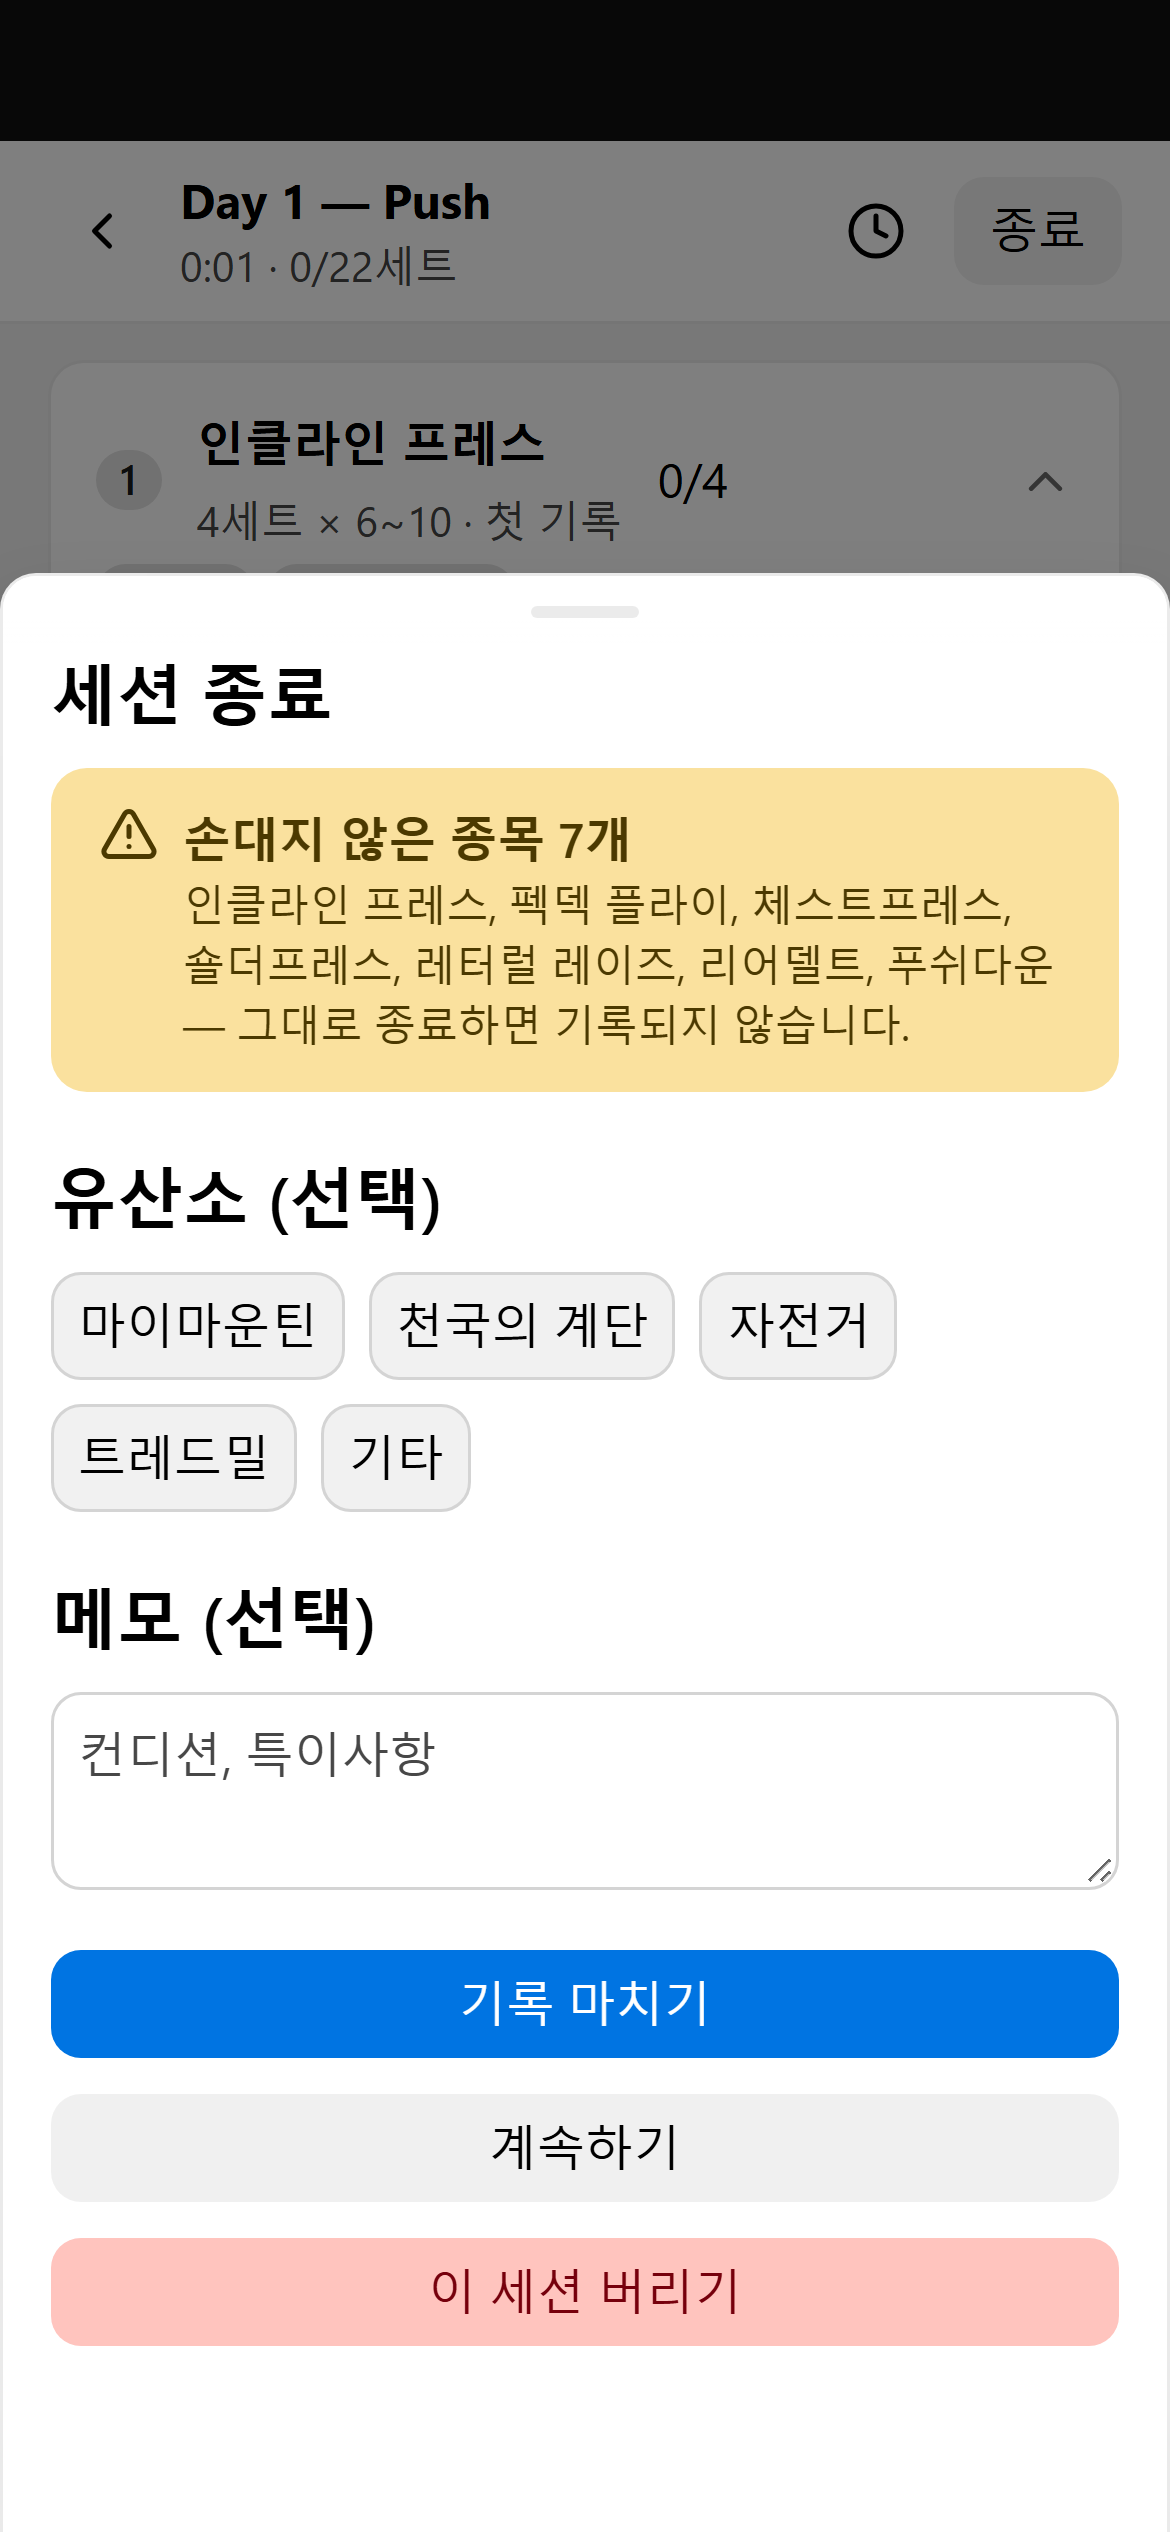 Day 1 — Push
0:01 · 0/22세트
종료
1
인클라인 프레스
4세트 × 6~10 · 첫 기록
0/4
세션 종료
손대지 않은 종목 7개
인클라인 프레스, 펙덱 플라이, 체스트프레스,
숄더프레스, 레터럴 레이즈, 리어델트, 푸쉬다운
— 그대로 종료하면 기록되지 않습니다.
유산소 (선택)
마이마운틴
천국의 계단
자전거
트레드밀
기타
메모 (선택)
컨디션, 특이사항
기록 마치기
계속하기
이 세션 버리기